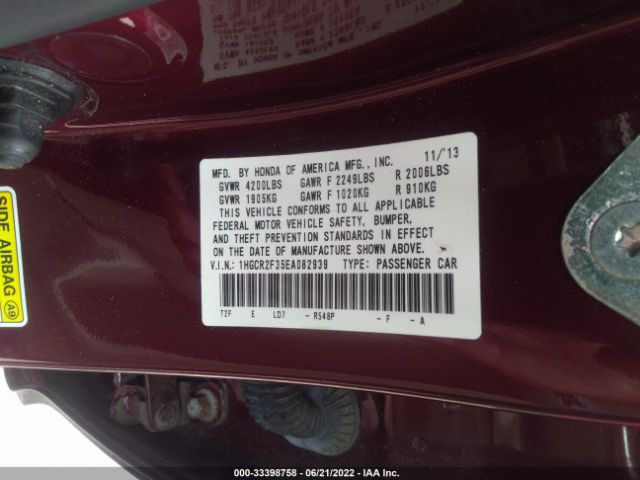 MFD. BY HONDA OF AMERICA MFG., INC. 11/'13
GVWR 4200LBS GAWR F 2249LBS R 2006LBS
GVWR 1905KG GAWR F 1020KG R 910KG
THIS VEHICLE CONFORMS TO ALL APPLICABLE
FEDERAL MOTOR VEHICLE SAFETY, BUMPER,
AND THEFT PREVENTION STANDARDS IN EFFECT
ON THE DATE OF MANUFACTURE SHOWN ABOVE.
V.I.N.: 1HGCR2F35EA082939 TYPE: PASSENGER CAR
T2F E LD7 - R548P - F - A
SIDE AIRBAG A9
000-33398758 - 06/21/2022 - IAA Inc.